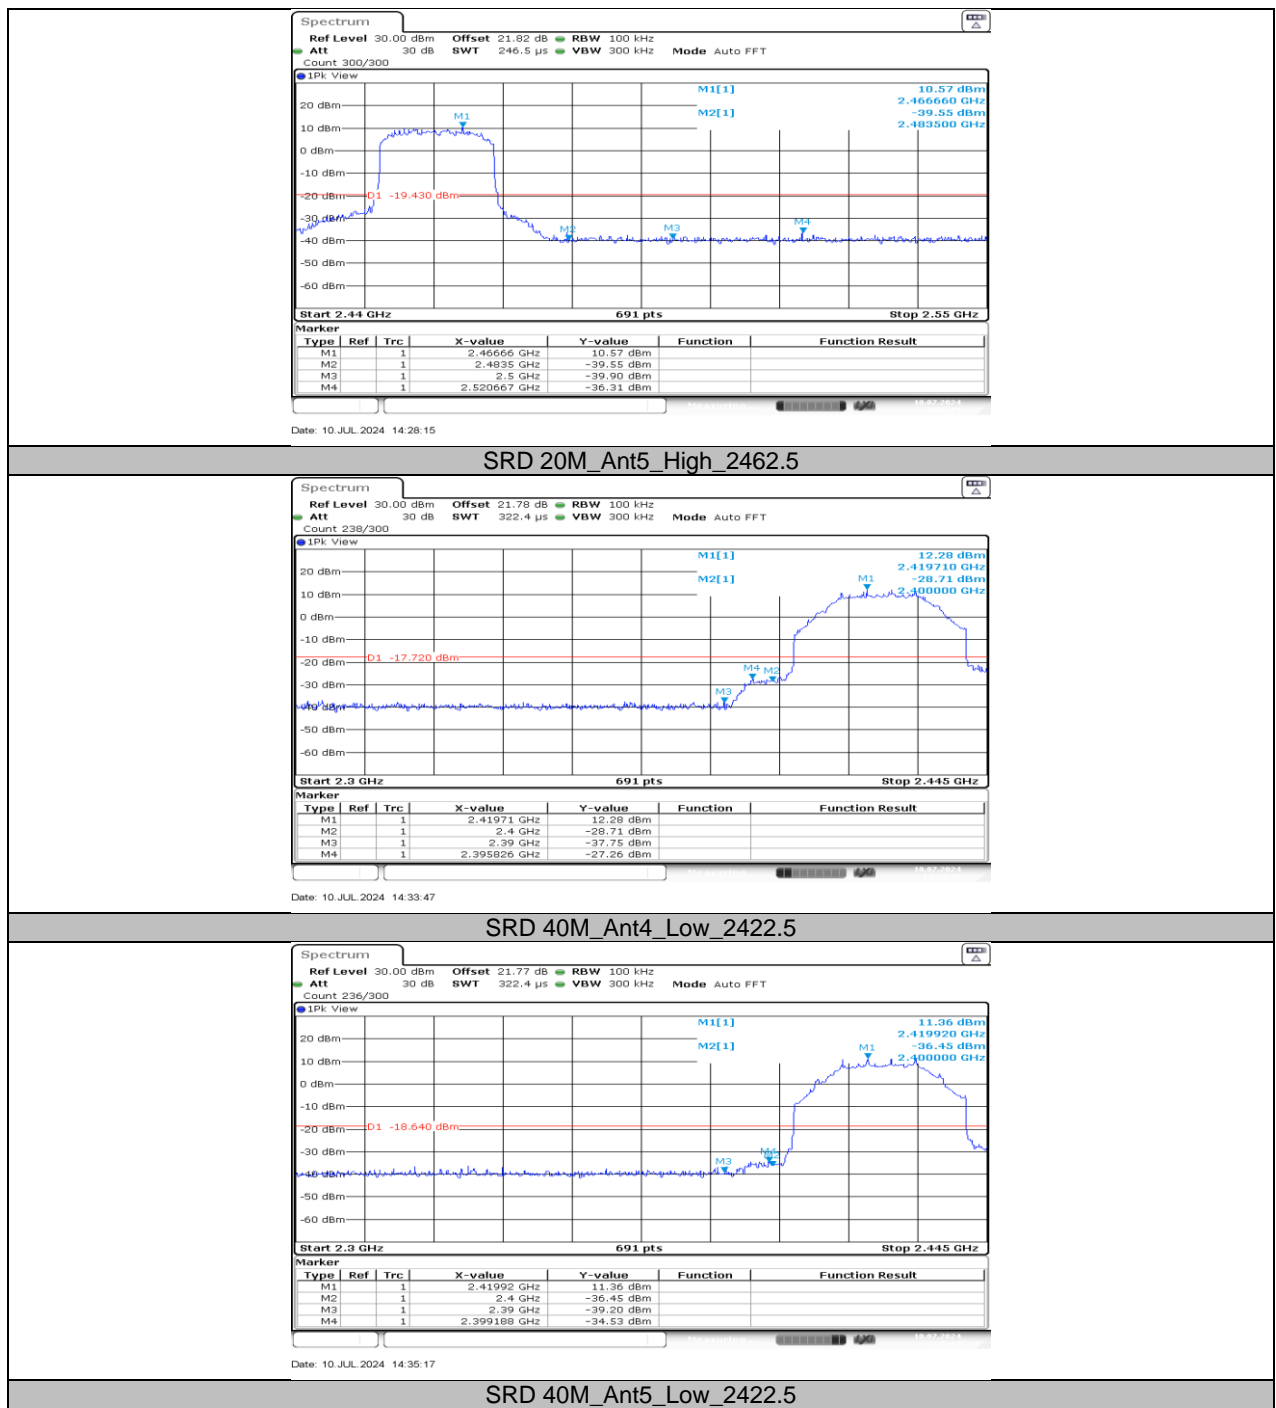 Spectrum
Ref Level 30.00 dBm Offset 21.82 dB RBW 100 kHz
Att 30 dB SWT 246.5 µs VBW 300 kHz Mode Auto FFT
Count 300/300
1Pk View
M1[1] 10.57 dBm
2.466660 GHz
M2[1] -39.55 dBm
2.483500 GHz
20 dBm
M1
10 dBm
0 dBm
-10 dBm
-20 dBm D1 -19.430 dBm
-30 dBm
M2 M3 M4
-40 dBm
-50 dBm
-60 dBm
Start 2.44 GHz 691 pts Stop 2.55 GHz
Marker
Type Ref Trc X-value Y-value Function Function Result
M1 1 2.46666 GHz 10.57 dBm
M2 1 2.4835 GHz -39.55 dBm
M3 1 2.5 GHz -39.90 dBm
M4 1 2.520667 GHz -36.31 dBm
Measuring 10.07.2024
Date: 10.JUL.2024 14:28:15
SRD 20M_Ant5_High_2462.5
Spectrum
Ref Level 30.00 dBm Offset 21.78 dB RBW 100 kHz
Att 30 dB SWT 322.4 µs VBW 300 kHz Mode Auto FFT
Count 238/300
1Pk View
M1[1] 12.28 dBm
2.419710 GHz
M2[1] -28.71 dBm
2.400000 GHz
20 dBm
M1
10 dBm
0 dBm
-10 dBm
-20 dBm D1 -17.720 dBm
M4 M2
-30 dBm
M3
-40 dBm
-50 dBm
-60 dBm
Start 2.3 GHz 691 pts Stop 2.445 GHz
Marker
Type Ref Trc X-value Y-value Function Function Result
M1 1 2.41971 GHz 12.28 dBm
M2 1 2.4 GHz -28.71 dBm
M3 1 2.39 GHz -37.75 dBm
M4 1 2.395826 GHz -27.26 dBm
Measuring 10.07.2024
Date: 10.JUL.2024 14:33:47
SRD 40M_Ant4_Low_2422.5
Spectrum
Ref Level 30.00 dBm Offset 21.77 dB RBW 100 kHz
Att 30 dB SWT 322.4 µs VBW 300 kHz Mode Auto FFT
Count 236/300
1Pk View
M1[1] 11.36 dBm
2.419920 GHz
M2[1] -36.45 dBm
2.400000 GHz
20 dBm
M1
10 dBm
0 dBm
-10 dBm
-20 dBm D1 -18.640 dBm
-30 dBm
M3 M4 M2
-40 dBm
-50 dBm
-60 dBm
Start 2.3 GHz 691 pts Stop 2.445 GHz
Marker
Type Ref Trc X-value Y-value Function Function Result
M1 1 2.41992 GHz 11.36 dBm
M2 1 2.4 GHz -36.45 dBm
M3 1 2.39 GHz -39.20 dBm
M4 1 2.399188 GHz -34.53 dBm
Measuring 10.07.2024
Date: 10.JUL.2024 14:35:17
SRD 40M_Ant5_Low_2422.5